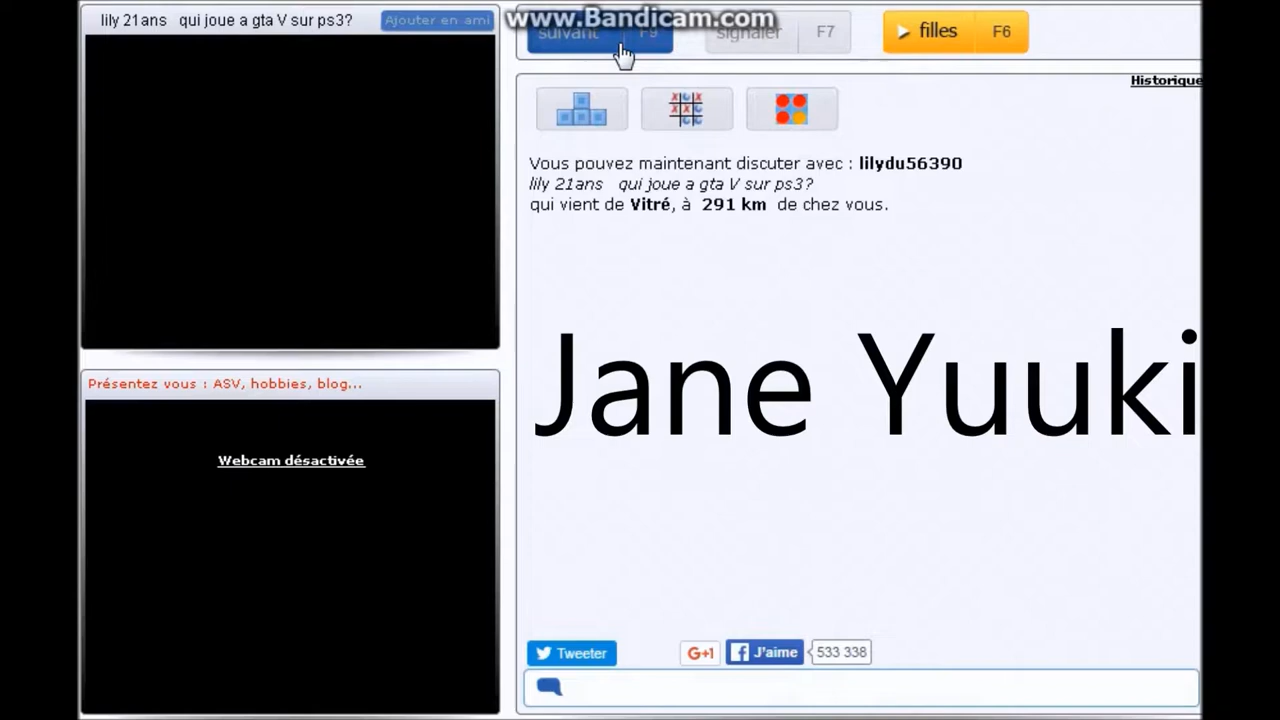 lily 21ans qui joue a gta V sur ps3?
Ajouter en ami
www.Bandicam.com
suivant F9
signaler F7
filles F6
Historique
Vous pouvez maintenant discuter avec : lilydu56390
lily 21ans qui joue a gta V sur ps3?
qui vient de Vitré, à 291 km de chez vous.
Jane Yuuki
Présentez vous : ASV, hobbies, blog...
Webcam désactivée
Tweeter
G+1
J'aime
533 338